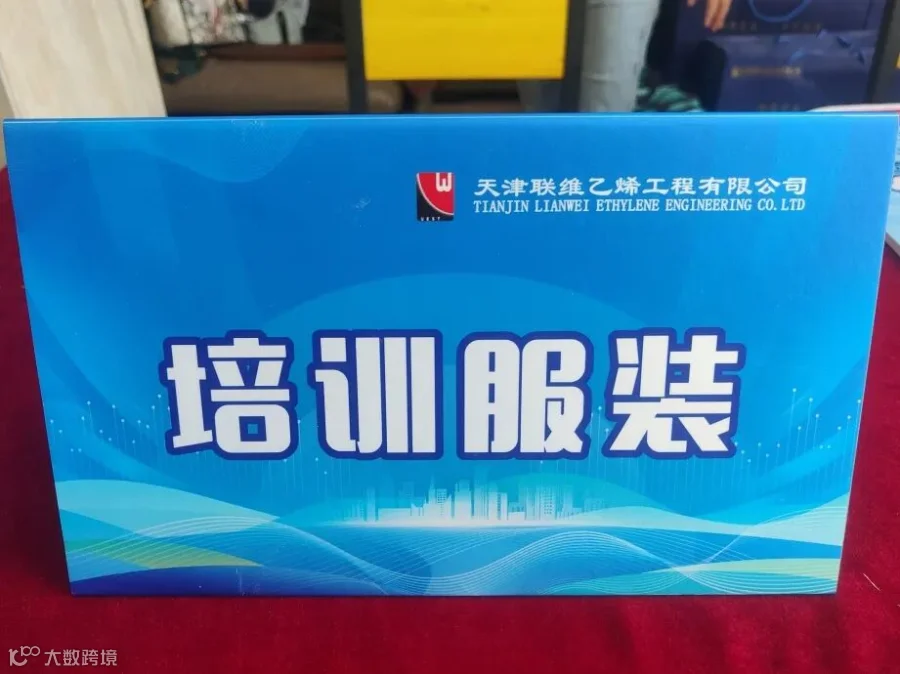 天津联维乙烯工程有限公司
TIANJIN LIANWEI ETHYLENE ENGINEERING CO. LTD
培训服装
大数跨境